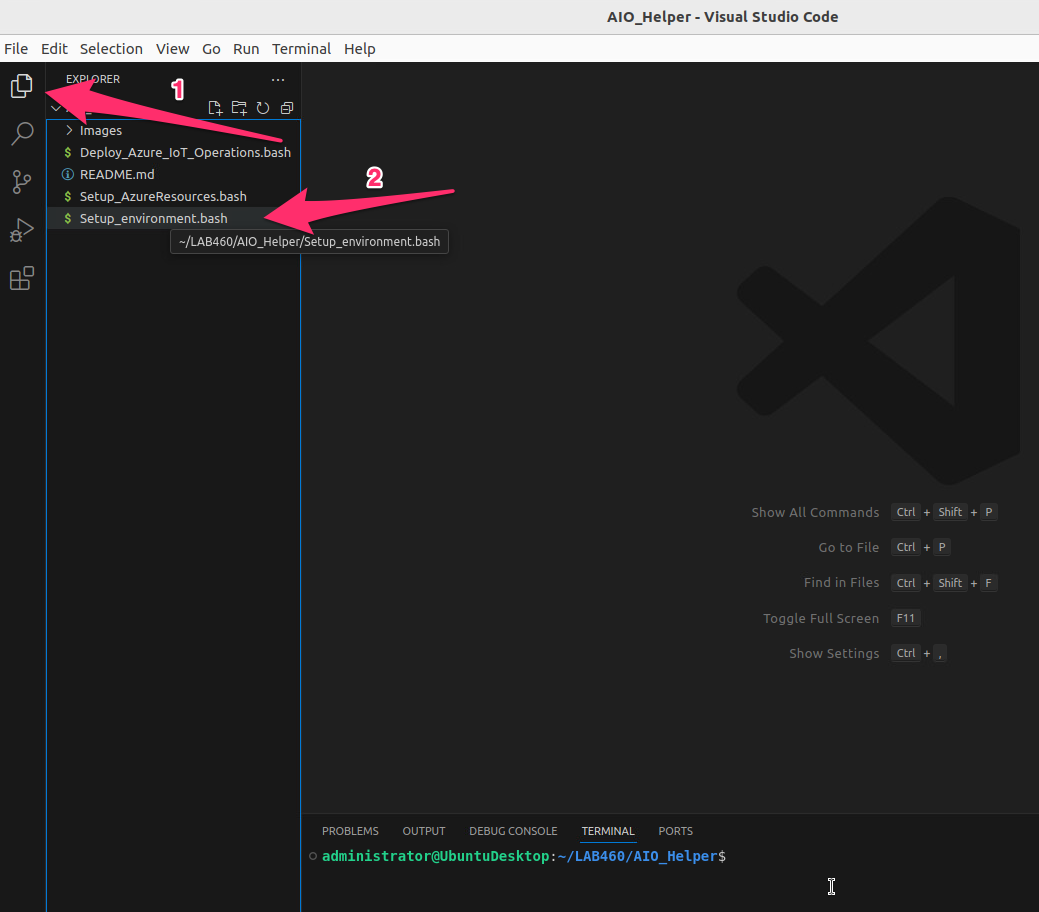 AIO_Helper - Visual Studio Code
File Edit Selection View Go Run Terminal Help
EXPLORER
1
Images
Deploy_Azure_IoT_Operations.bash
README.md
2
Setup_AzureResources.bash
$ Setup_environment.bash
~/LAB460/AIO_Helper/Setup_environment.bash
Show All Commands Ctrl + Shift + P
Go to File Ctrl + P
Find in Files Ctrl + Shift + F
Toggle Full Screen F11
Show Settings Ctrl + ,
PROBLEMS OUTPUT DEBUG CONSOLE TERMINAL PORTS
administrator@UbuntuDesktop:~/LAB460/AIO_Helper$